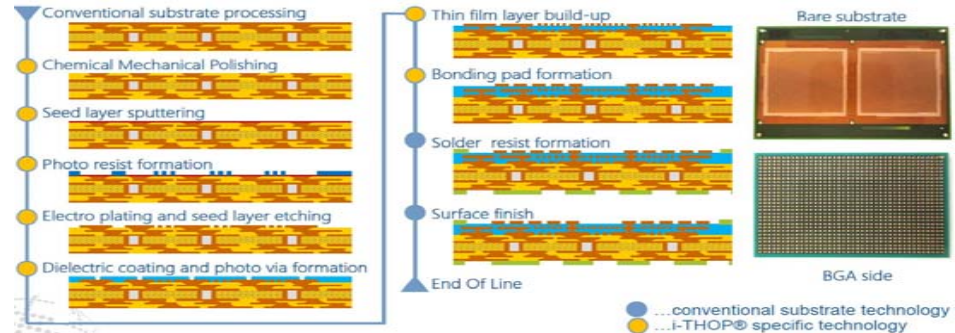 Conventional substrate processing
Chemical Mechanical Polishing
Seed layer sputtering
Photo resist formation
Electro plating and seed layer etching
Dielectric coating and photo via formation
Thin film layer build-up
Bonding pad formation
Solder resist formation
Surface finish
End Of Line
Bare substrate
BGA side
...conventional substrate technology
...i-THOP® specific technology